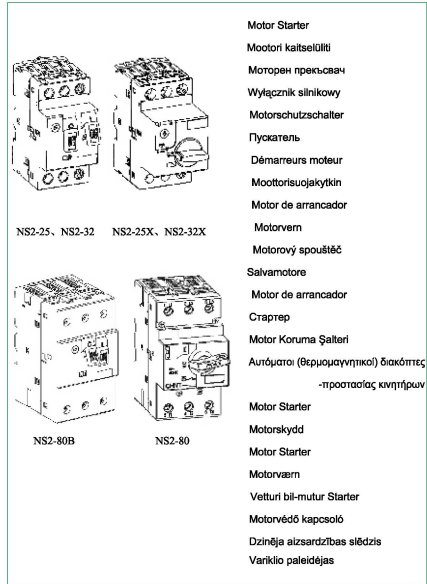 Motor Starter
Mootori kaitselüliti
Моторен прекъсвач
Wyłącznik silnikowy
Motorschutzschalter
Пускатель
Démarreurs moteur
Moottorisuojakytkin
Motor de arrancador
Motorvern
Motorový spouštěč
Salvamotore
Motor de arrancador
Стартер
Motor Koruma Şalteri
Αυτόματοι (θερμομαγνητικοί) διακόπτες
-προστασίας κινητήρων
Motor Starter
Motorskydd
Motor Starter
Motorværn
Vetturi bil-mutur Starter
Motorvédő kapcsoló
Dzinēja aizsardzības slēdzis
Variklio paleidėjas
NS2-25、NS2-32 NS2-25X、NS2-32X
CHNT
NS2-80B NS2-80